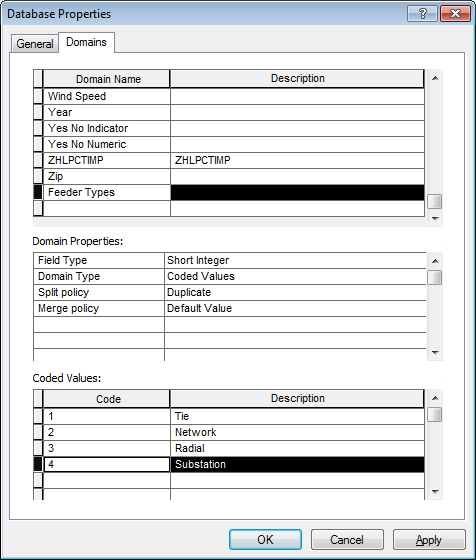 Database Properties
General Domains
Domain Name Description
Wind Speed
Year
Yes No Indicator
Yes No Numeric
ZHLPCTIMP ZHLPCTIMP
Zip
Feeder Types
Domain Properties:
Field Type Short Integer
Domain Type Coded Values
Split policy Duplicate
Merge policy Default Value
Coded Values:
Code Description
1 Tie
2 Network
3 Radial
4 Substation
OK Cancel Apply